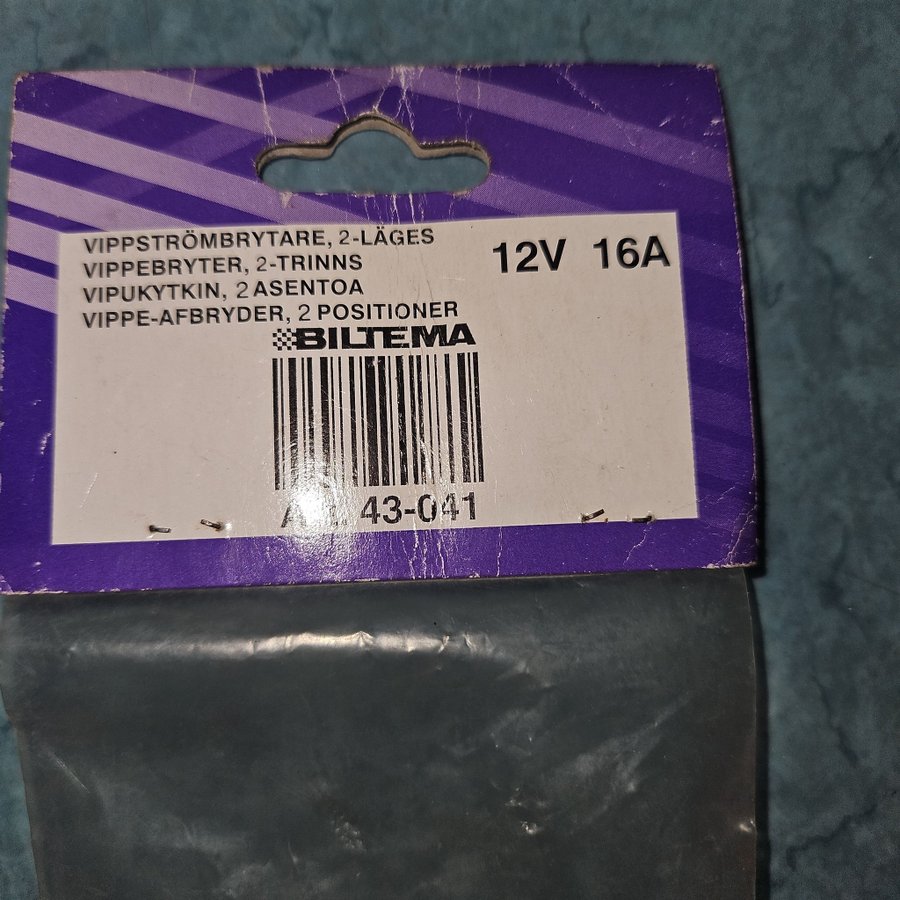 VIPPSTRÖMBRYTARE, 2-LÄGES
VIPPEBRYTER, 2-TRINNS
VIPUKYTKIN, 2 ASENTOA
VIPPE-AFBRYDER, 2 POSITIONER
12V 16A
BILTEMA
43-041